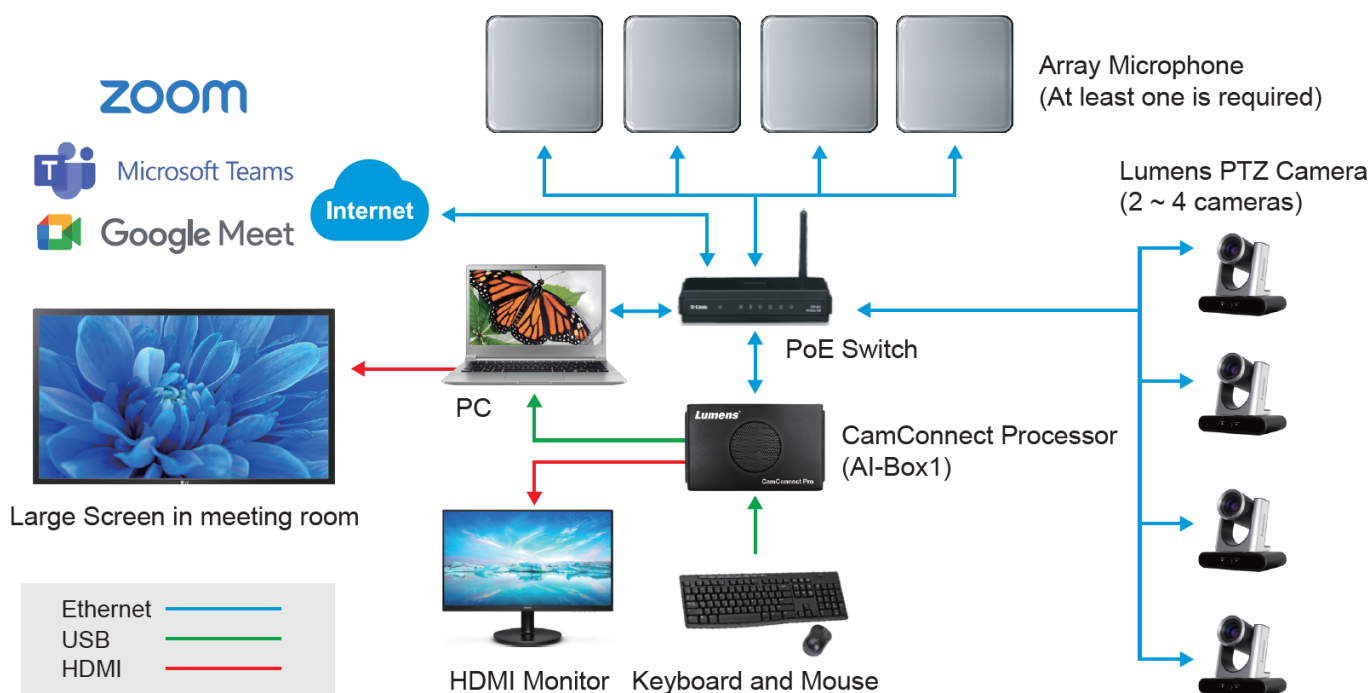 zoom
Microsoft Teams
Google Meet
Internet
Array Microphone
(At least one is required)
Lumens PTZ Camera
(2 ~ 4 cameras)
D-Link
PoE Switch
PC
Lumens
CamConnect Pro
CamConnect Processor
(AI-Box1)
Large Screen in meeting room
HDMI Monitor
Keyboard and Mouse
Ethernet
USB
HDMI